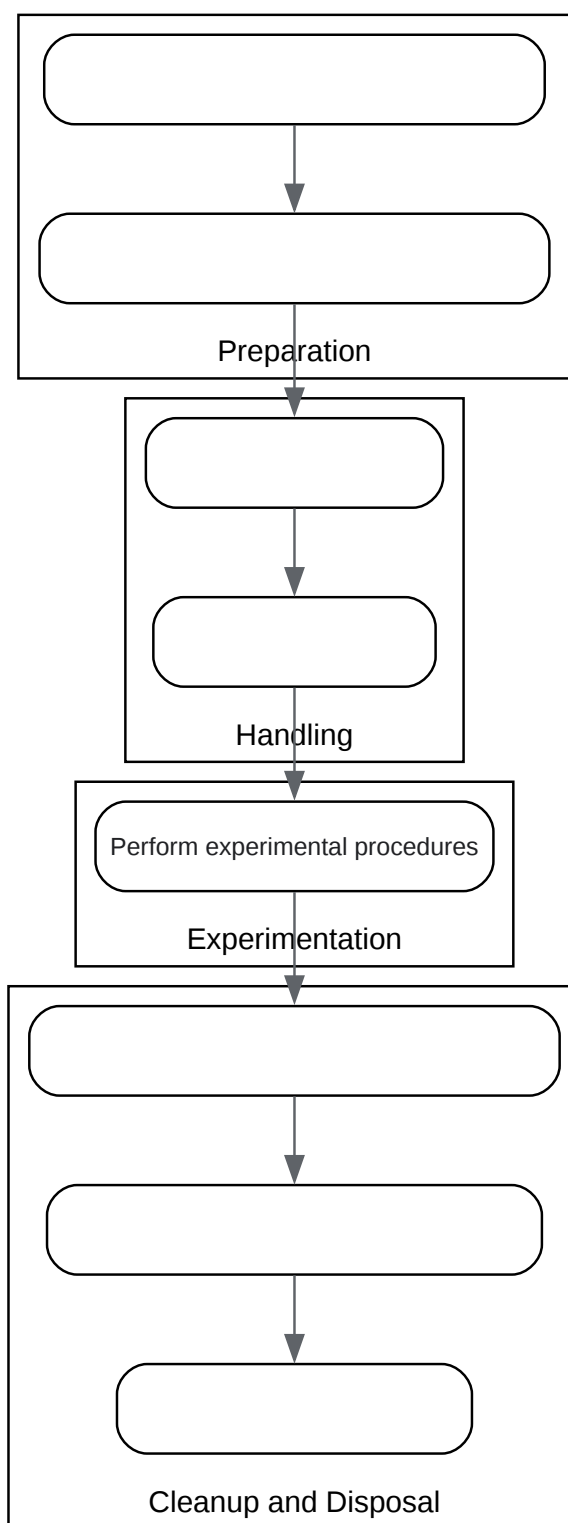 Preparation
Handling
Perform experimental procedures
Experimentation
Cleanup and Disposal